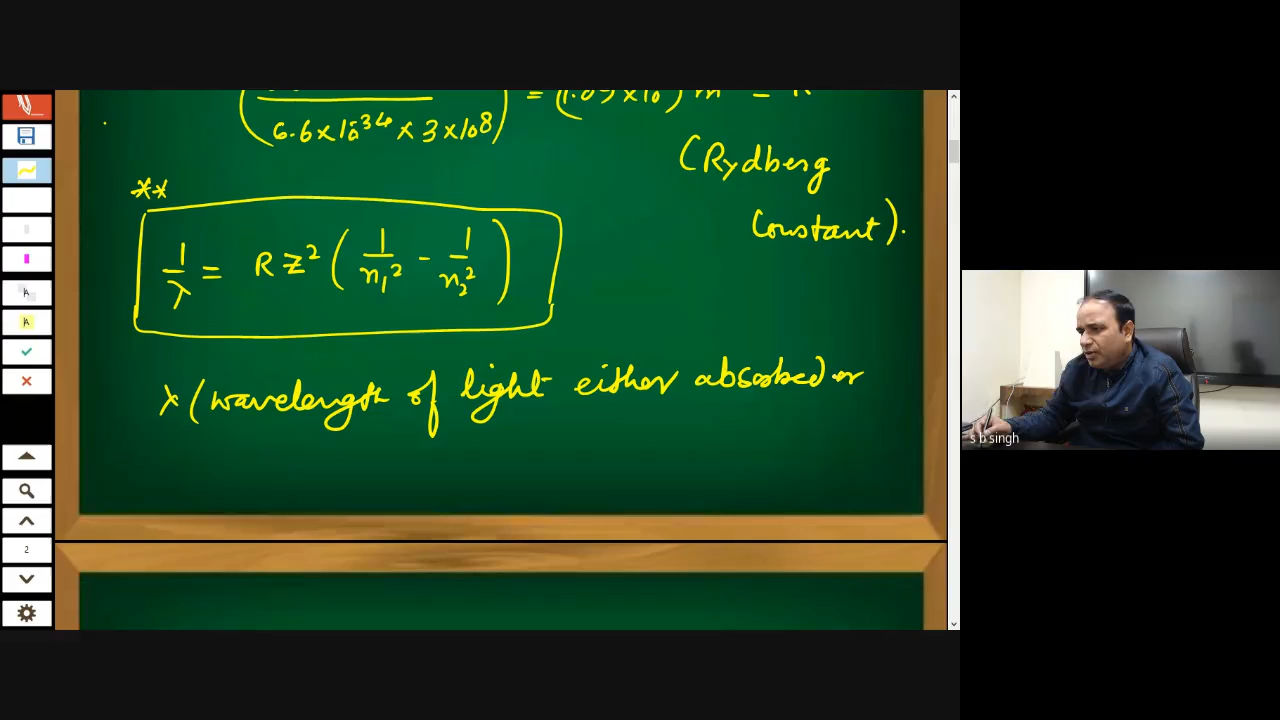 (6.6×10⁻³⁴ × 3×10⁸)
(Rydberg
Constant).
**
1/λ = RZ² (1/n₁² - 1/n₂²)
λ (wavelength of light either absorbed or
2
s b singh